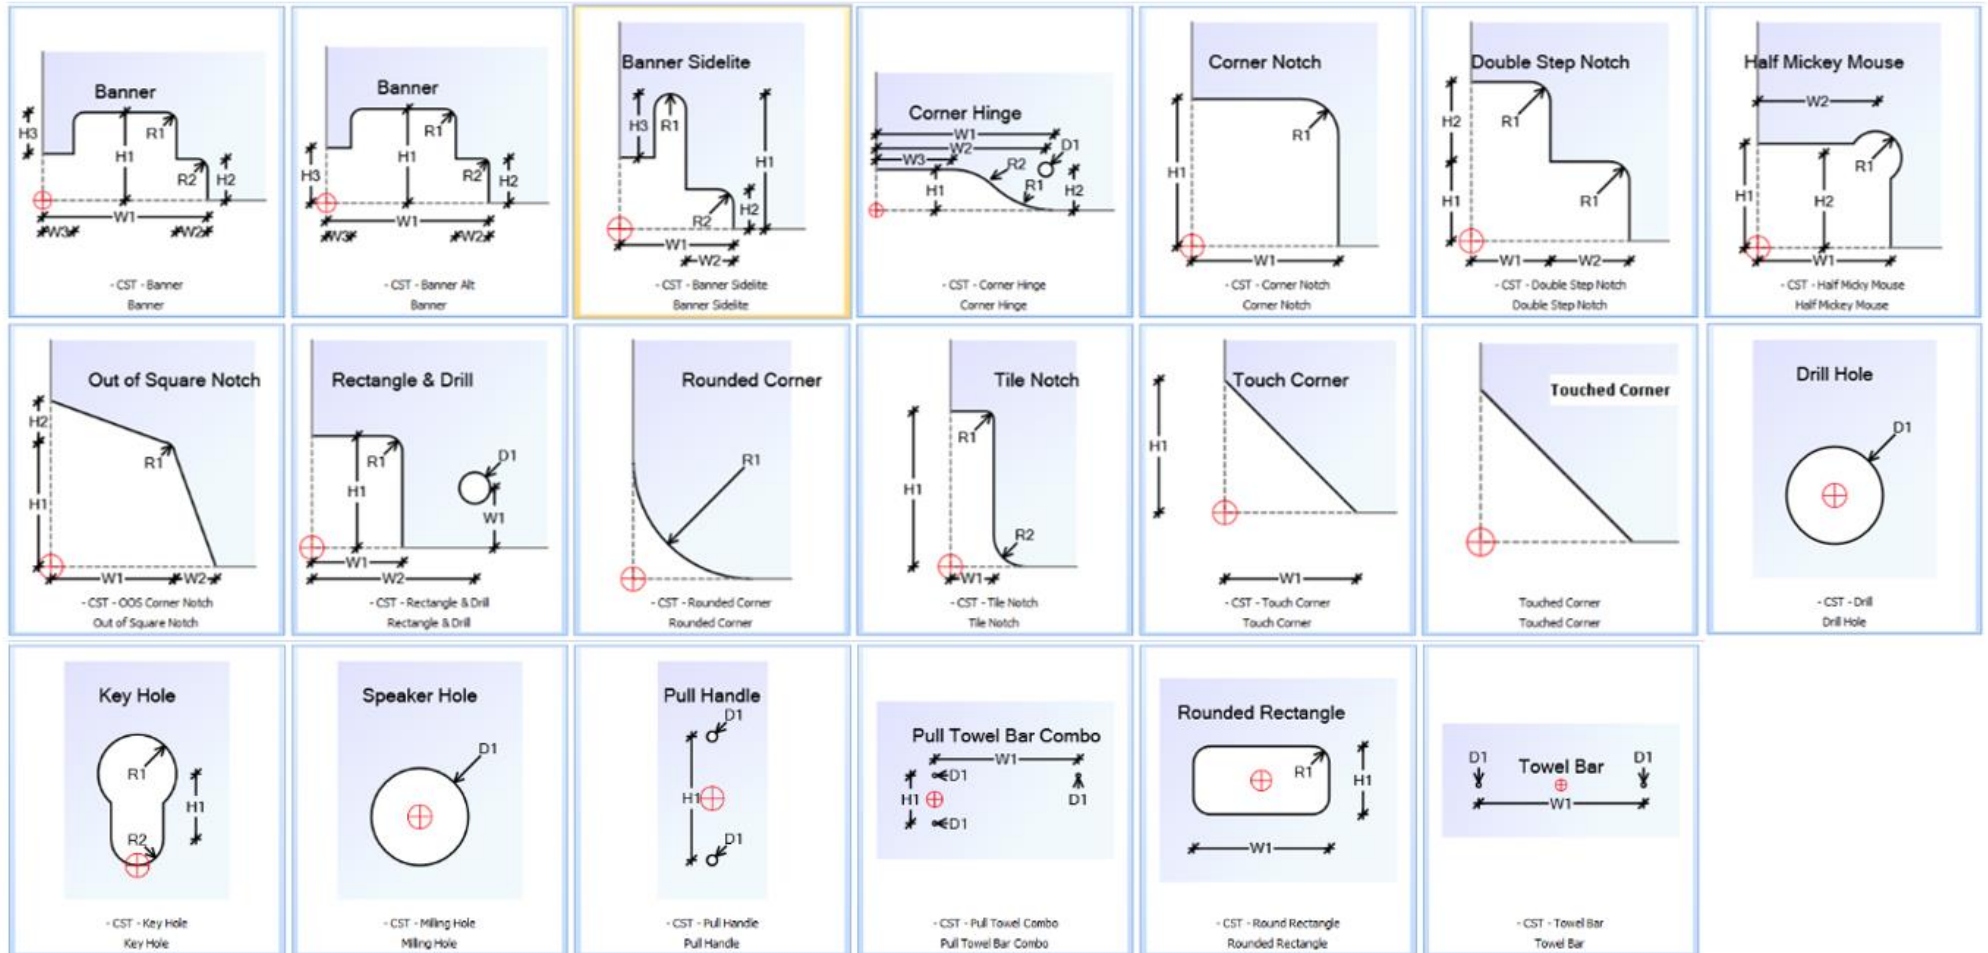 Banner
H3
R1
H1
R2
H2
W1
W3
W2
- CST - Banner
Banner
Banner
R1
H1
H3
R2
H2
W1
W3
W2
- CST - Banner Alt
Banner
Banner Sidelite
H3
R1
H1
H2
R2
W1
W2
- CST - Banner Sidelite
Banner Sidelite
Corner Hinge
W1
W2
D1
W3
R2
H1
R1
H2
- CST - Corner Hinge
Corner Hinge
Corner Notch
R1
H1
W1
- CST - Corner Notch
Corner Notch
Double Step Notch
H2
R1
R1
H1
W1
W2
- CST - Double Step Notch
Double Step Notch
Half Mickey Mouse
W2
R1
H1
H2
W1
- CST - Half Micky Mouse
Half Mickey Mouse
Out of Square Notch
H2
R1
H1
W1
W2
- CST - OOS Corner Notch
Out of Square Notch
Rectangle & Drill
R1
D1
H1
W1
W1
W2
- CST - Rectangle & Drill
Rectangle & Drill
Rounded Corner
R1
- CST - Rounded Corner
Rounded Corner
Tile Notch
R1
H1
R2
W1
- CST - Tile Notch
Tile Notch
Touch Corner
H1
W1
- CST - Touch Corner
Touch Corner
Touched Corner
Touched Corner
Touched Corner
Drill Hole
D1
- CST - Drill
Drill Hole
Key Hole
R1
H1
R2
- CST - Key Hole
Key Hole
Speaker Hole
D1
- CST - Milling Hole
Milling Hole
Pull Handle
D1
H1
D1
- CST - Pull Handle
Pull Handle
Pull Towel Bar Combo
W1
D1
H1
D1
D1
- CST - Pull Towel Combo
Pull Towel Bar Combo
Rounded Rectangle
R1
H1
W1
- CST - Round Rectangle
Rounded Rectangle
D1
Towel Bar
D1
W1
- CST - Towel Bar
Towel Bar